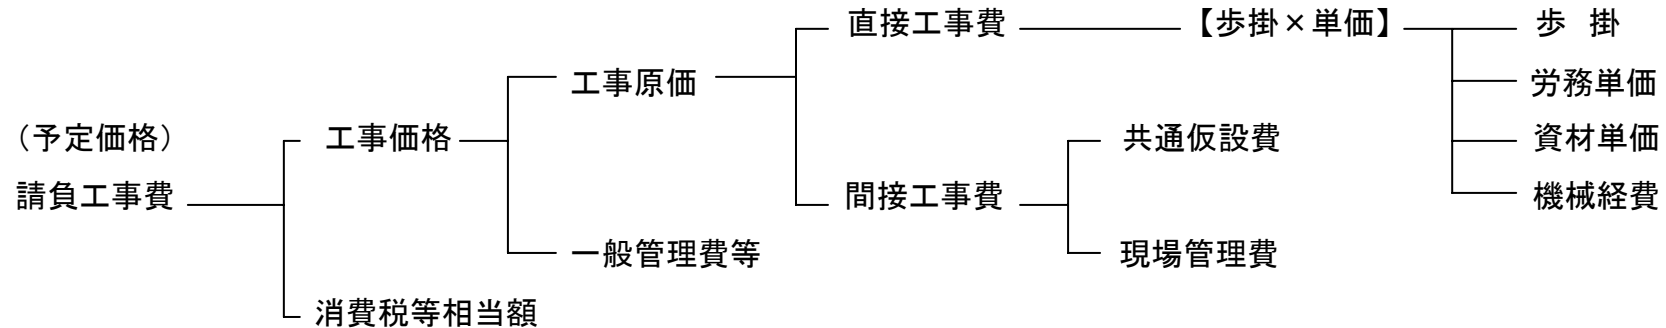 直接工事費
【歩掛×単価】
歩 掛
工事原価
労務単価
(予定価格)
工事価格
共通仮設費
資材単価
請負工事費
間接工事費
機械経費
一般管理費等
現場管理費
消費税等相当額